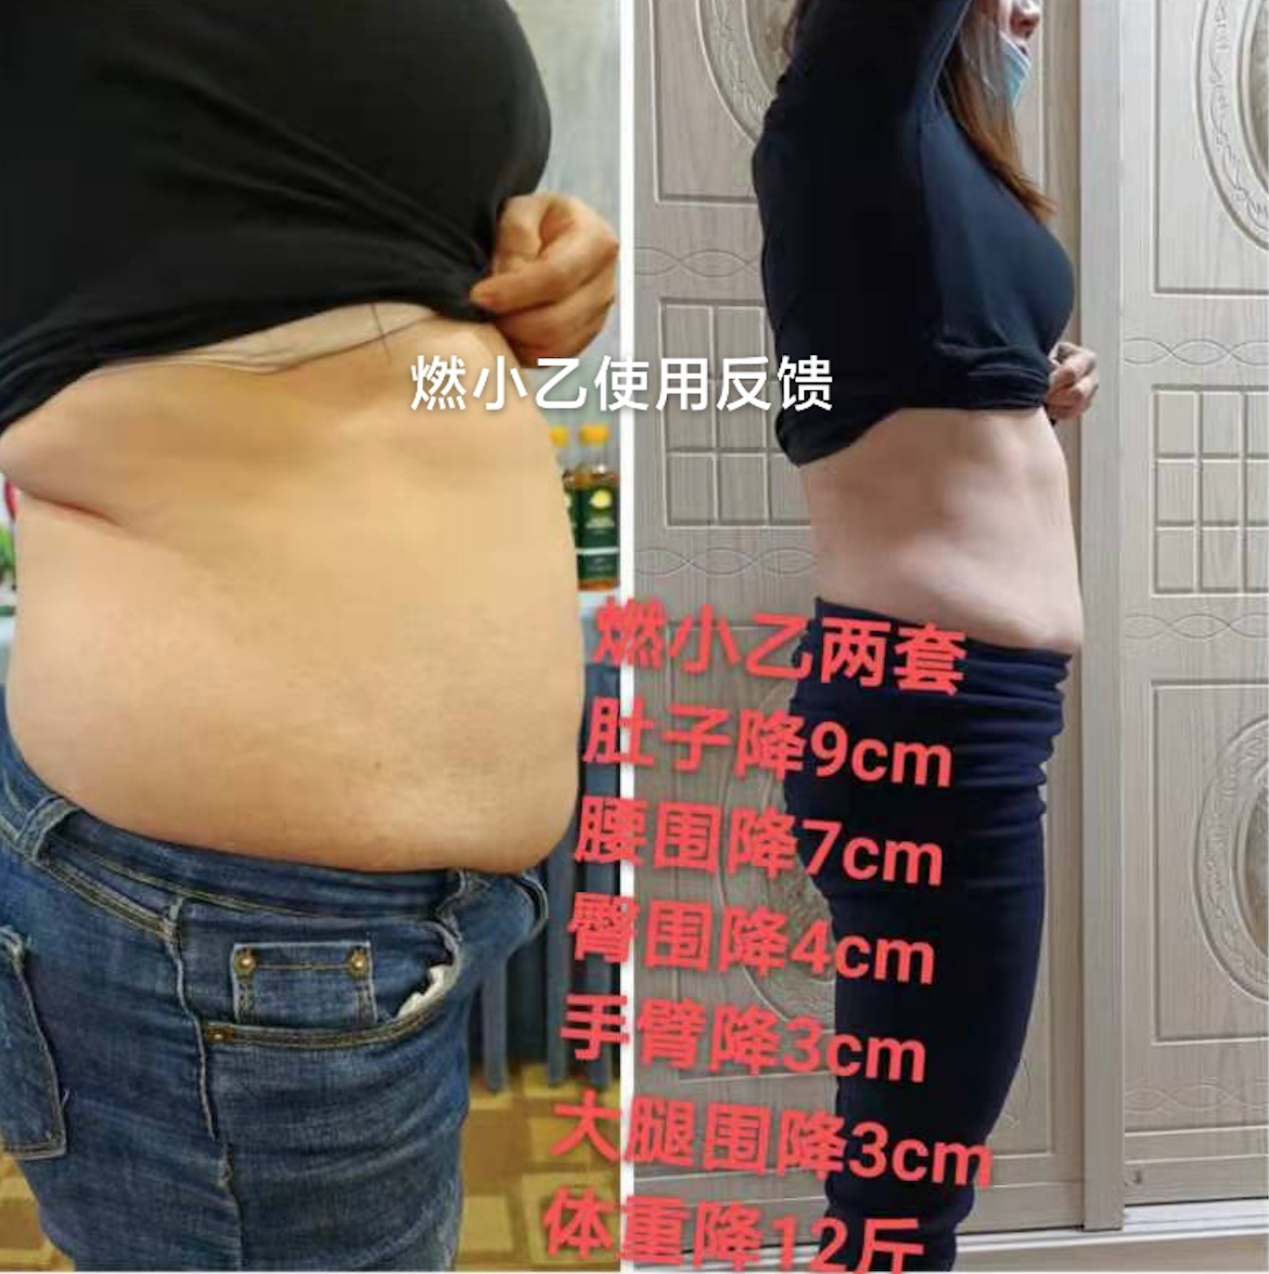 燃小乙使用反馈
燃小乙两套
肚子降9cm
腰围降7cm
臀围降4cm
手臂降3cm
大腿围降3cm
体重降12斤